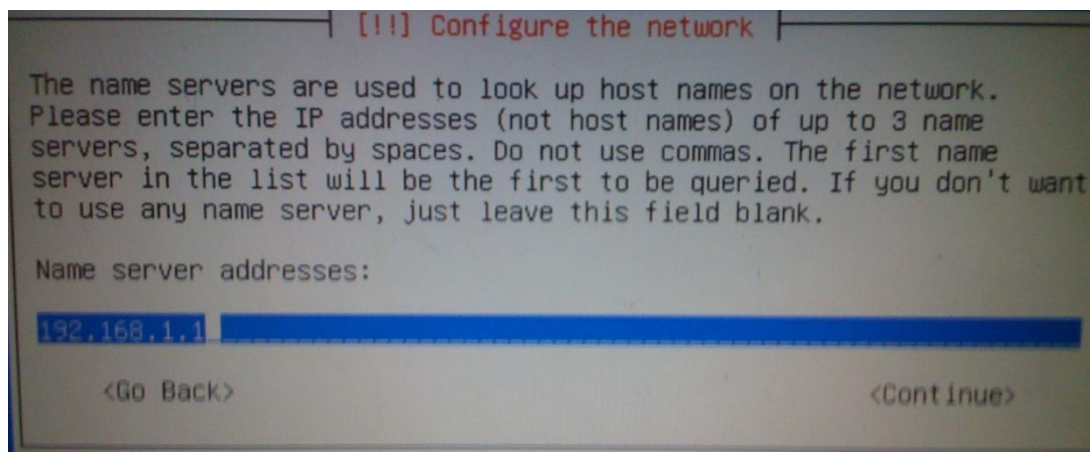 [!!] Configure the network
The name servers are used to look up host names on the network.
Please enter the IP addresses (not host names) of up to 3 name
servers, separated by spaces. Do not use commas. The first name
server in the list will be the first to be queried. If you don't want
to use any name server, just leave this field blank.
Name server addresses:
192.168.1.1
<Go Back> <Continue>